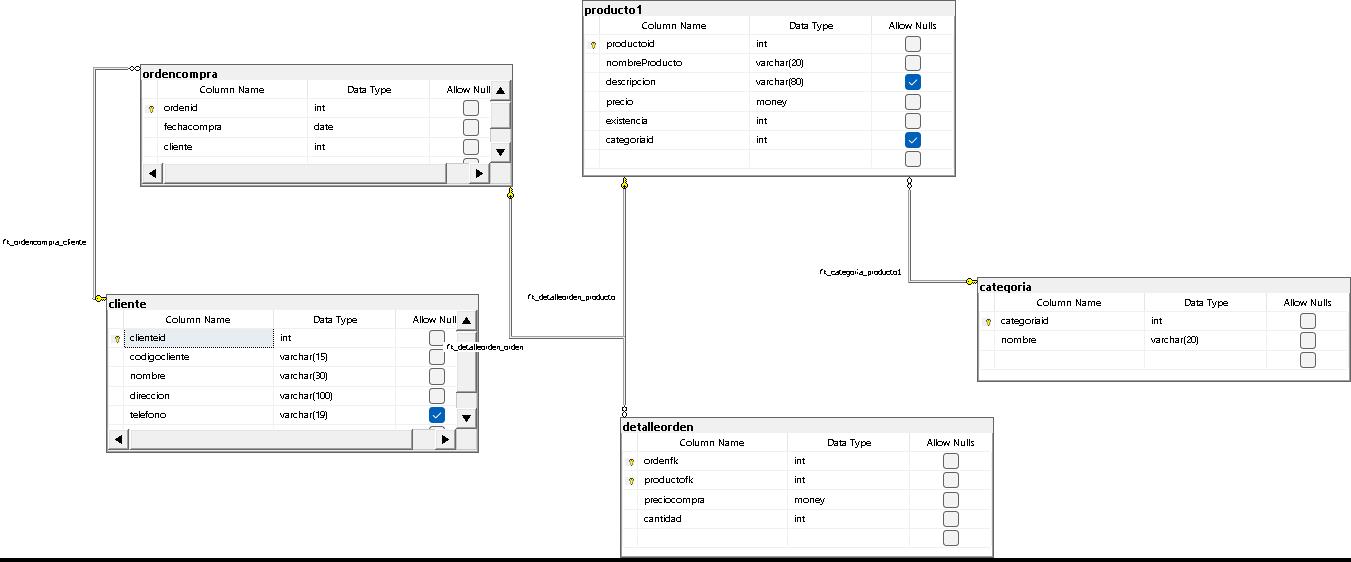 producto1
Column Name Data Type Allow Nulls
productoid int
nombreProducto varchar(20)
descripcion varchar(80)
precio money
existencia int
categoriaid int
ordencompra
Column Name Data Type Allow Null
ordenid int
fechacompra date
cliente int
fk_ordencompra_cliente
fk_detalleorden_producto
fk_categoria_producto1
categoria
Column Name Data Type Allow Nulls
categoriaid int
nombre varchar(20)
cliente
Column Name Data Type Allow Null
clienteid int
codigocliente varchar(15)
nombre varchar(30)
direccion varchar(100)
telefono varchar(19)
fk_detalleorden_orden
detalleorden
Column Name Data Type Allow Nulls
ordenfk int
productofk int
preciocompra money
cantidad int